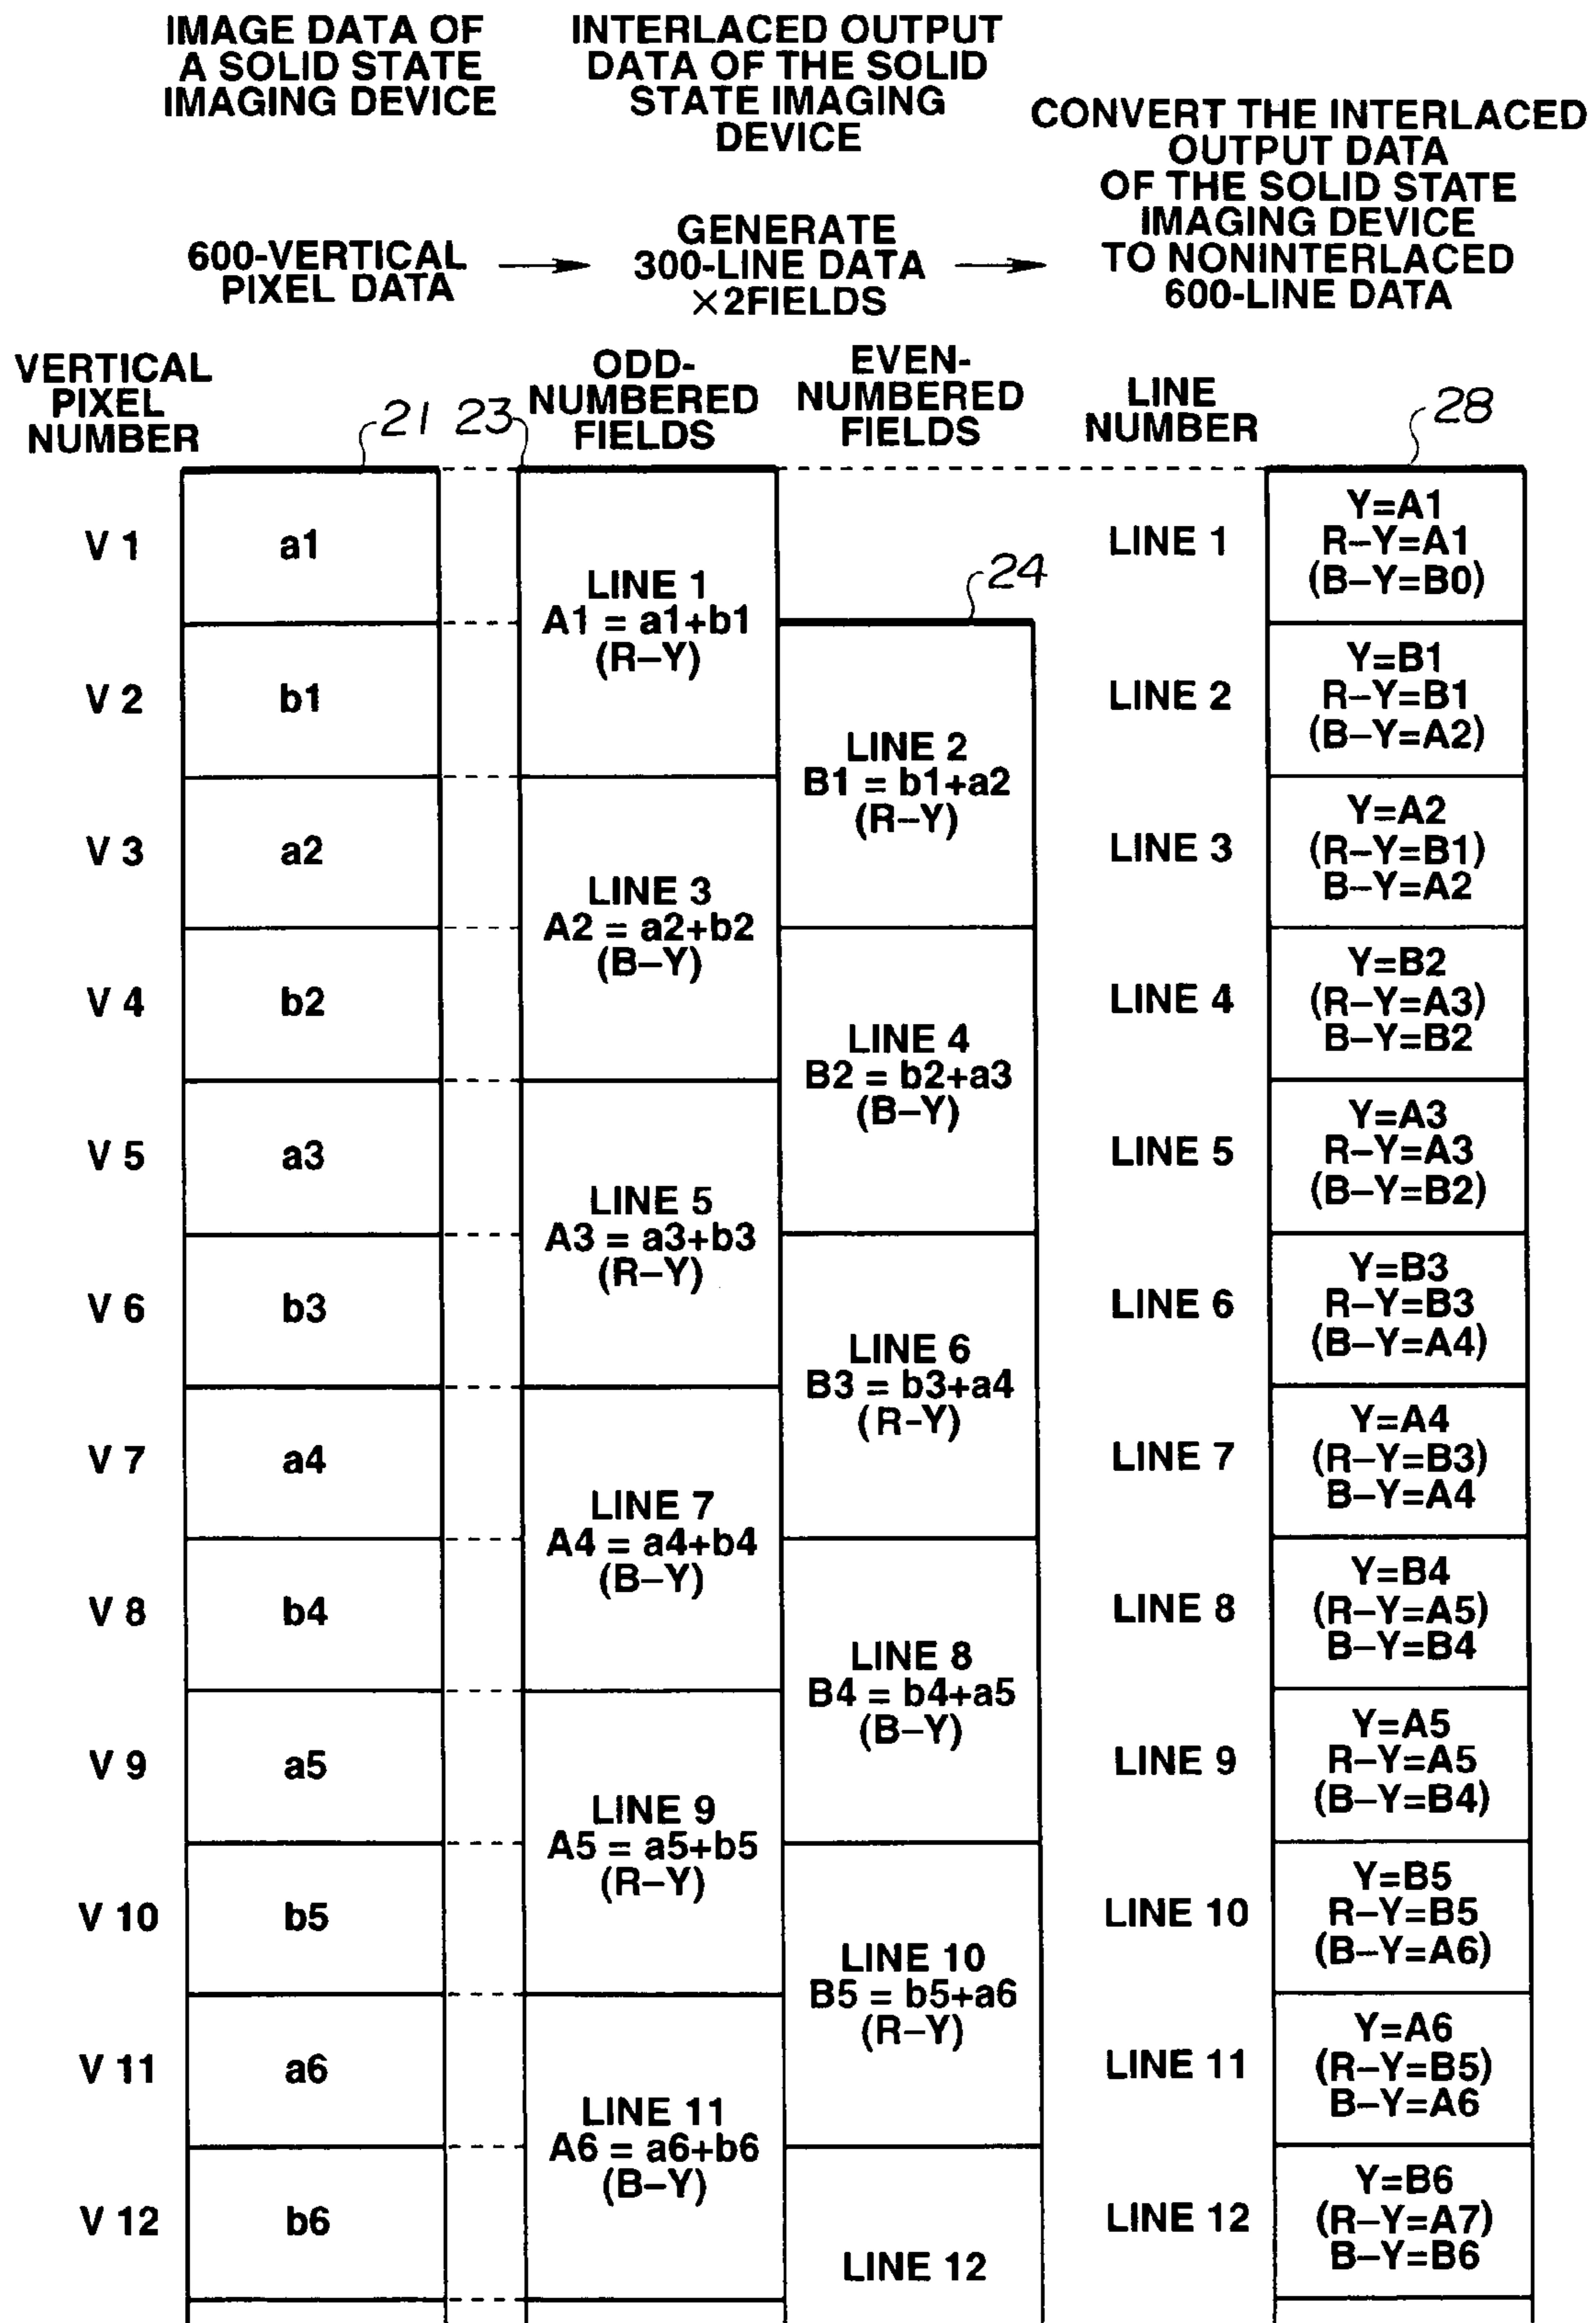 IMAGE DATA OF
A SOLID STATE
IMAGING DEVICE
INTERLACED OUTPUT
DATA OF THE SOLID
STATE IMAGING
DEVICE
CONVERT THE INTERLACED
OUTPUT DATA
OF THE SOLID STATE
IMAGING DEVICE
TO NONINTERLACED
600-LINE DATA
600-VERTICAL
PIXEL DATA
GENERATE
300-LINE DATA
×2FIELDS
VERTICAL
PIXEL
NUMBER
21
23
ODD-
NUMBERED
FIELDS
EVEN-
NUMBERED
FIELDS
LINE
NUMBER
28
V 1
a1
V 2
b1
V 3
a2
V 4
b2
V 5
a3
V 6
b3
V 7
a4
V 8
b4
V 9
a5
V 10
b5
V 11
a6
V 12
b6
LINE 1
A1 = a1+b1
(R–Y)
LINE 3
A2 = a2+b2
(B–Y)
LINE 5
A3 = a3+b3
(R–Y)
LINE 7
A4 = a4+b4
(B–Y)
LINE 9
A5 = a5+b5
(R–Y)
LINE 11
A6 = a6+b6
(B–Y)
24
LINE 2
B1 = b1+a2
(R–Y)
LINE 4
B2 = b2+a3
(B–Y)
LINE 6
B3 = b3+a4
(R-Y)
LINE 8
B4 = b4+a5
(B–Y)
LINE 10
B5 = b5+a6
(R–Y)
LINE 12
LINE 1
Y=A1
R–Y=A1
(B–Y=B0)
LINE 2
Y=B1
R–Y=B1
(B–Y=A2)
LINE 3
Y=A2
(R–Y=B1)
B–Y=A2
LINE 4
Y=B2
(R–Y=A3)
B–Y=B2
LINE 5
Y=A3
R–Y=A3
(B–Y=B2)
LINE 6
Y=B3
R–Y=B3
(B–Y=A4)
LINE 7
Y=A4
(R–Y=B3)
B–Y=A4
LINE 8
Y=B4
(R–Y=A5)
B–Y=B4
LINE 9
Y=A5
R–Y=A5
(B–Y=B4)
LINE 10
Y=B5
R–Y=B5
(B–Y=A6)
LINE 11
Y=A6
(R–Y=B5)
B–Y=A6
LINE 12
Y=B6
(R–Y=A7)
B–Y=B6